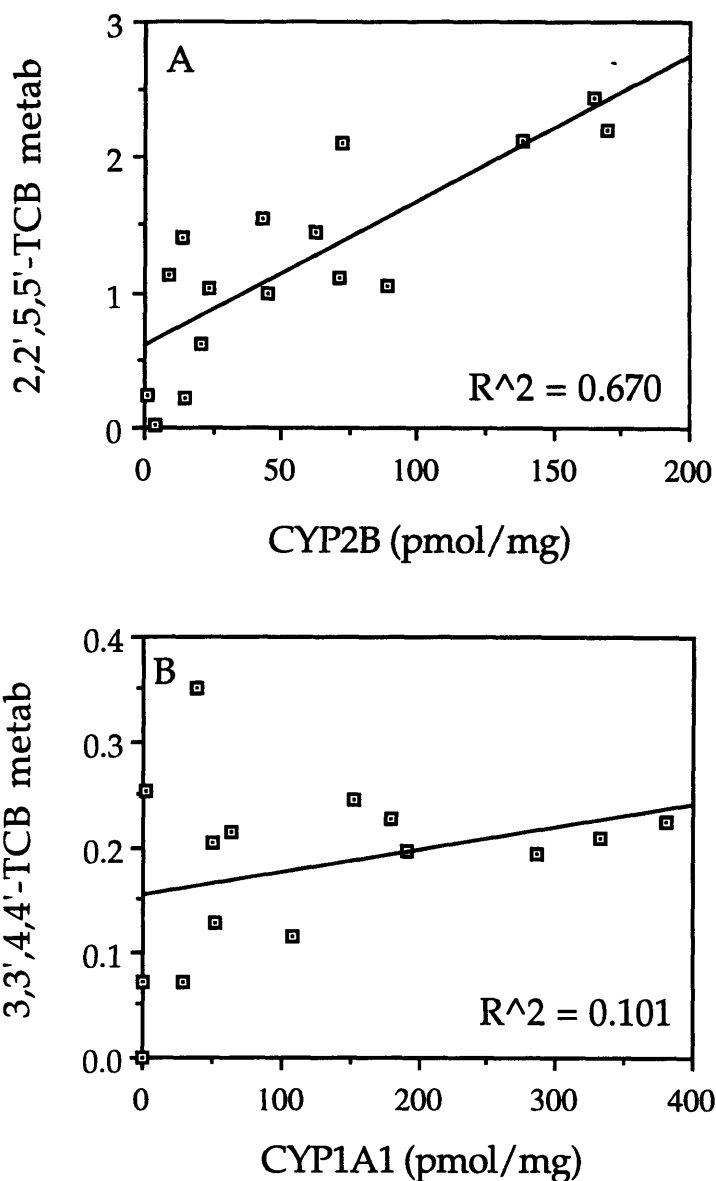 A
3
2
1
0
2,2',5,5'-TCB metab
R^2 = 0.670
0 50 100 150 200
CYP2B (pmol/mg)
B
0.4
0.3
0.2
0.1
0.0
3,3',4,4'-TCB metab
R^2 = 0.101
0 100 200 300 400
CYP1A1 (pmol/mg)